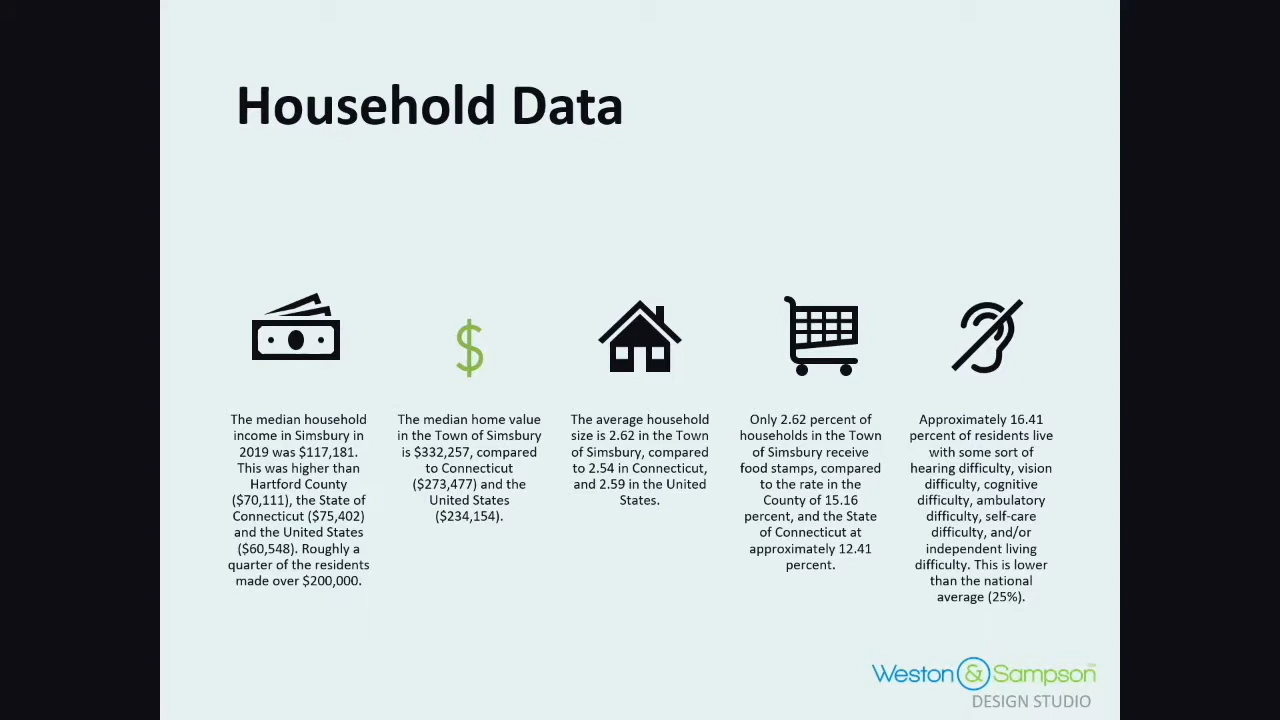 Household Data
The median household
income in Simsbury in
2019 was $117,181.
This was higher than
Hartford County
($70,111), the State of
Connecticut ($75,402)
and the United States
($60,548). Roughly a
quarter of the residents
made over $200,000.
The median home value
in the Town of Simsbury
is $332,257, compared
to Connecticut
($273,477) and the
United States
($234,154).
The average household
size is 2.62 in the Town
of Simsbury, compared
to 2.54 in Connecticut,
and 2.59 in the United
States.
Only 2.62 percent of
households in the Town
of Simsbury receive
food stamps, compared
to the rate in the
County of 15.16
percent, and the State
of Connecticut at
approximately 12.41
percent.
Approximately 16.41
percent of residents live
with some sort of
hearing difficulty, vision
difficulty, cognitive
difficulty, ambulatory
difficulty, self-care
difficulty, and/or
independent living
difficulty. This is lower
than the national
average (25%).
Weston & Sampson
DESIGN STUDIO